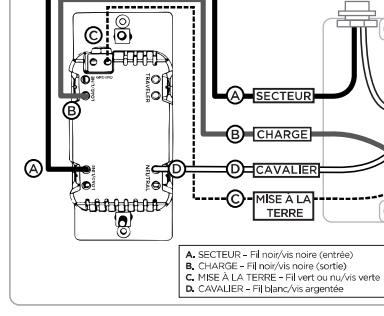 C
TRAVELER
B
A
NEUTRAL
D
A SECTEUR
B CHARGE
D CAVALIER
C MISE À LA
TERRE
A. SECTEUR – Fil noir/vis noire (entrée)
B. CHARGE – Fil noir/vis noire (sortie)
C. MISE À LA TERRE – Fil vert ou nu/vis verte
D. CAVALIER – Fil blanc/vis argentée